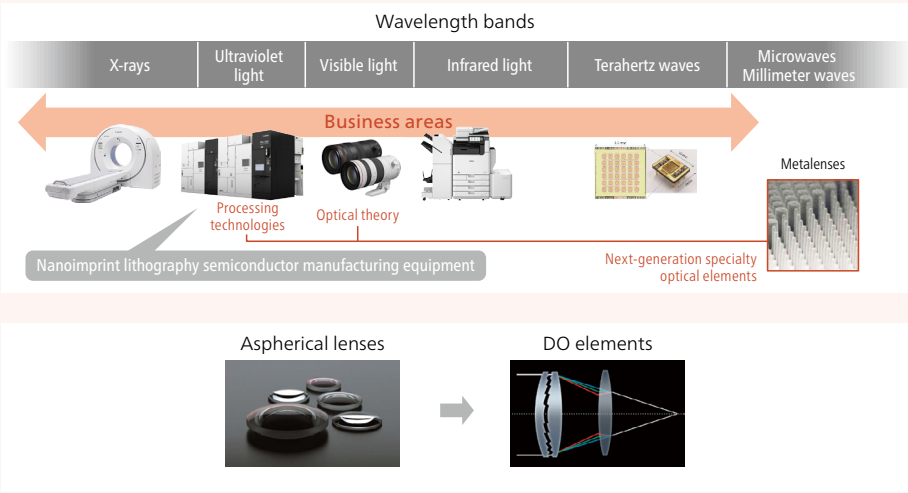 Wavelength bands
X-rays
Ultraviolet
light
Visible light
Infrared light
Terahertz waves
Microwaves
Millimeter waves
Business areas
Metalenses
Processing
technologies
Optical theory
Nanoimprint lithography semiconductor manufacturing equipment
Next-generation specialty
optical elements
Aspherical lenses
DO elements